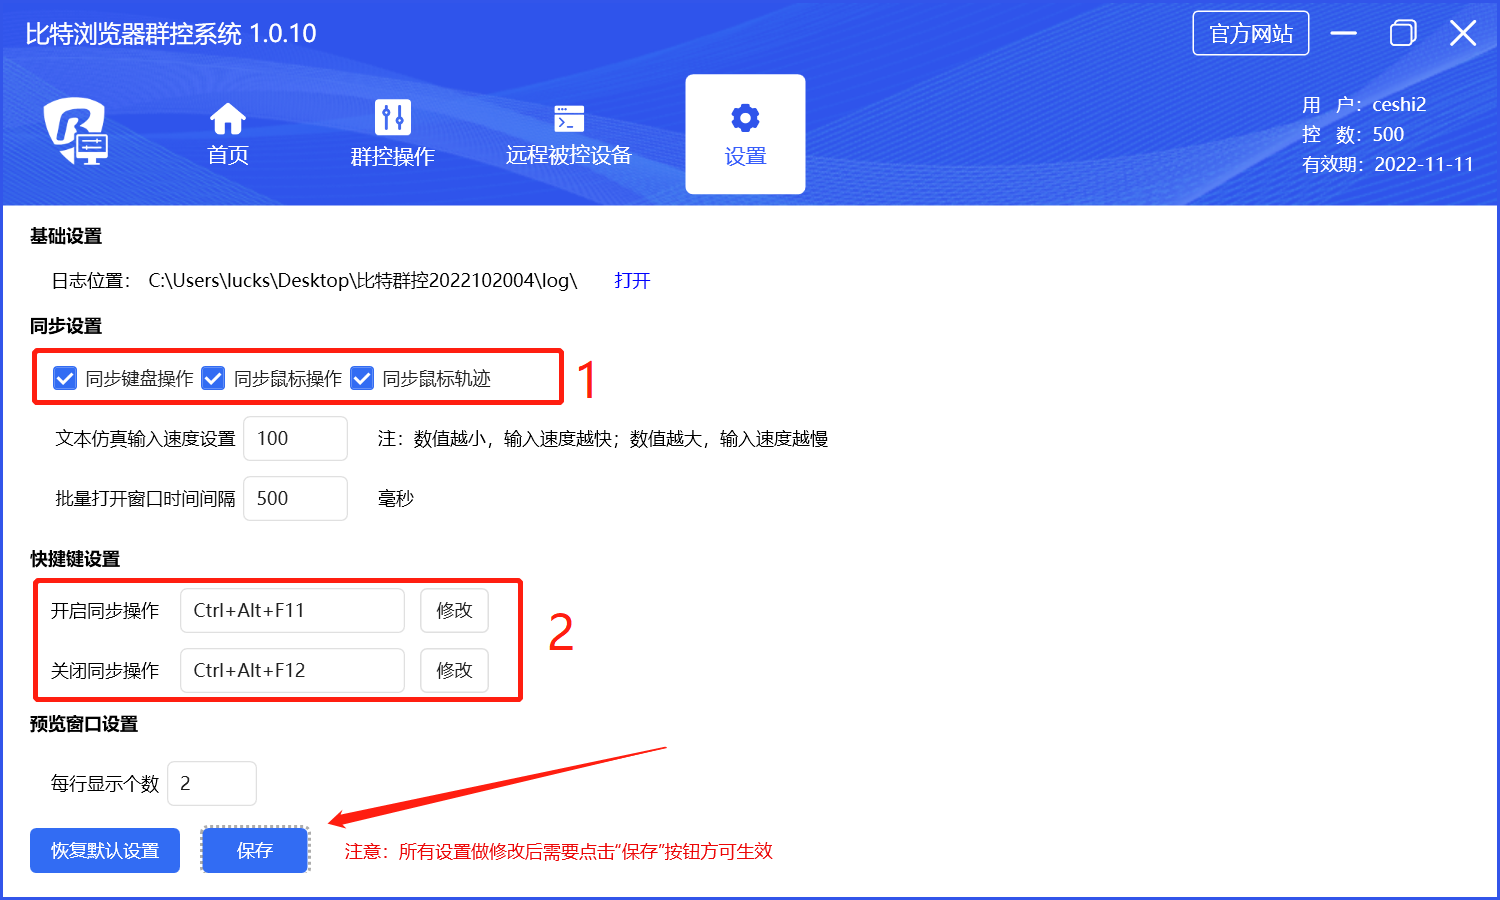 比特浏览器群控系统 1.0.10
官方网站
首页
群控操作
远程被控设备
设置
用 户：ceshi2
控 数：500
有效期：2022-11-11
基础设置
日志位置： C:\Users\lucks\Desktop\比特群控2022102004\log\ 打开
同步设置
同步键盘操作 同步鼠标操作 同步鼠标轨迹 1
文本仿真输入速度设置 100 注：数值越小，输入速度越快；数值越大，输入速度越慢
批量打开窗口时间间隔 500 毫秒
快揵键设置
开启同步操作 Ctrl+Alt+F11 修改
2
关闭同步操作 Ctrl+Alt+F12 修改
预览窗口设置
每行显示个数 2
恢复默认设置 保存 注意：所有设置做修改后需要点击“保存”按钮方可生效